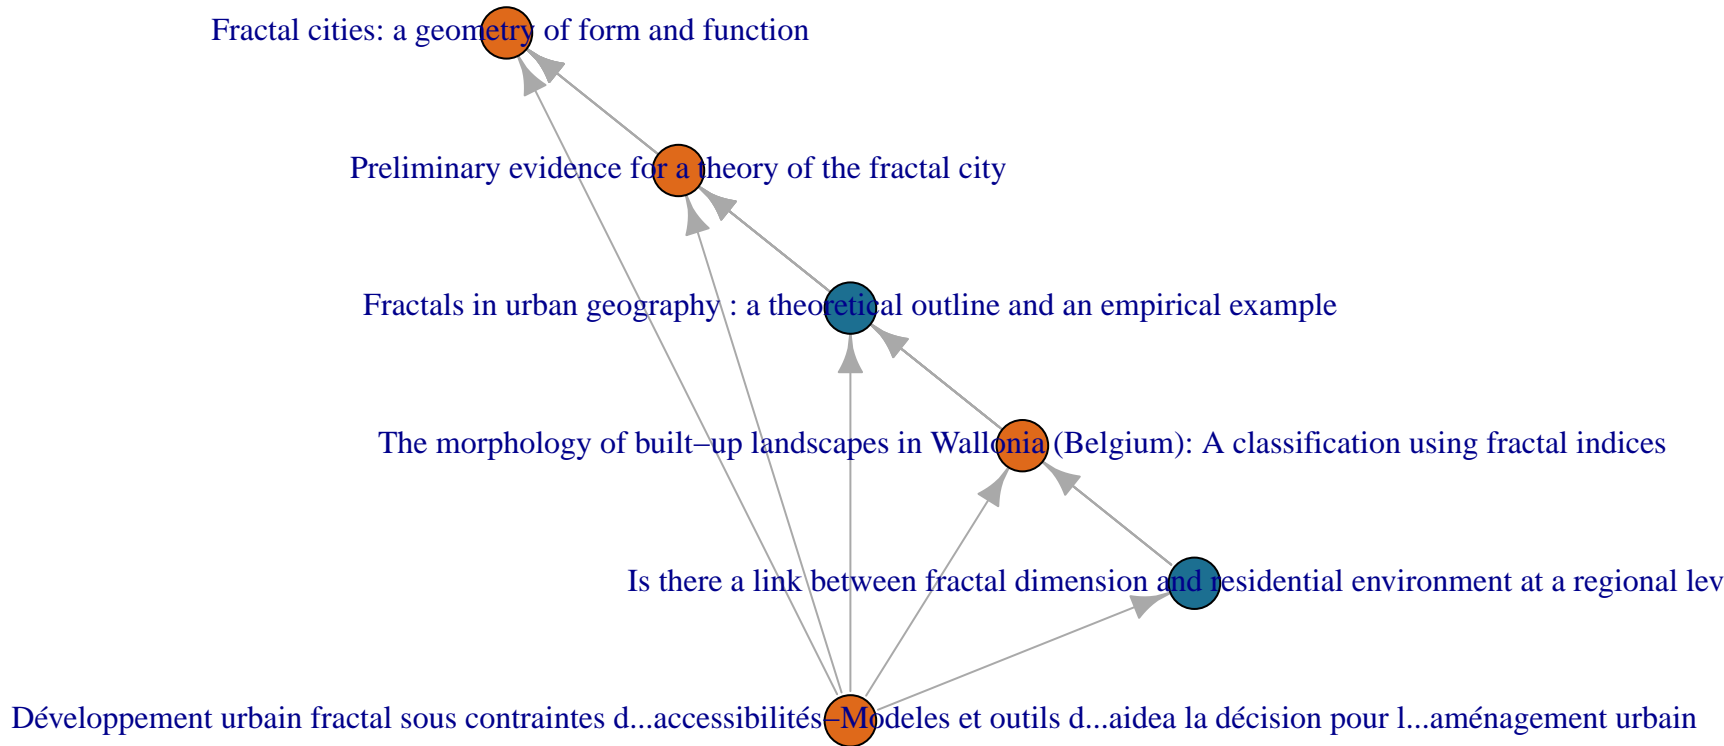 Fractal cities: a geometry of form and function
Preliminary evidence for a theory of the fractal city
Fractals in urban geography : a theoretical outline and an empirical example
The morphology of built–up landscapes in Wallonia (Belgium): A classification using fractal indices
Is there a link between fractal dimension and residential environment at a regional lev
Développement urbain fractal sous contraintes d...accessibilités–Modeles et outils d...aidea la décision pour l...aménagement urbain